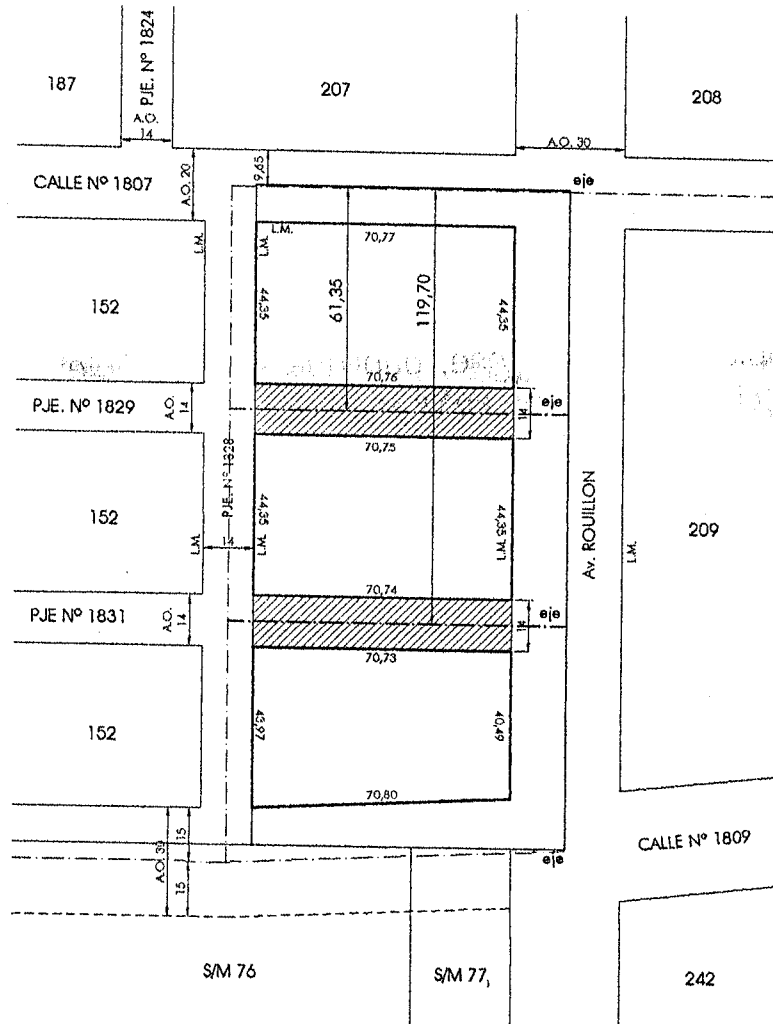 187
PJE. Nº 1824
A.O.
14
207
208
A.O. 30
CALLE Nº 1807
A.O. 20
9,65
eje
L.M.
L.M.
L.M.
70,77
152
44,35
61,35
119,70
44,35
70,76
PJE. Nº 1829
A.O.
14
eje
14
70,75
PJE. Nº 1328
152
44,35
L.M.
14
L.M.
44,35 L.M.
Av. ROUILLON
L.M.
209
70,74
PJE Nº 1831
A.O.
14
eje
14
70,73
152
43,97
40,49
70,80
A.O. 30
15
15
eje
CALLE Nº 1809
S/M 76
S/M 77
242